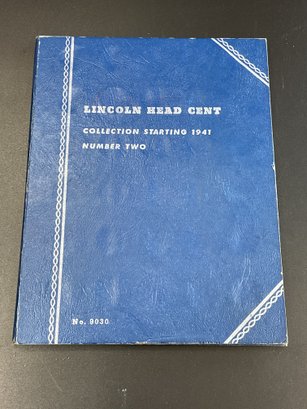 LINCOLN HEAD CENT
COLLECTION STARTING 1941
NUMBER TWO
No. 9030